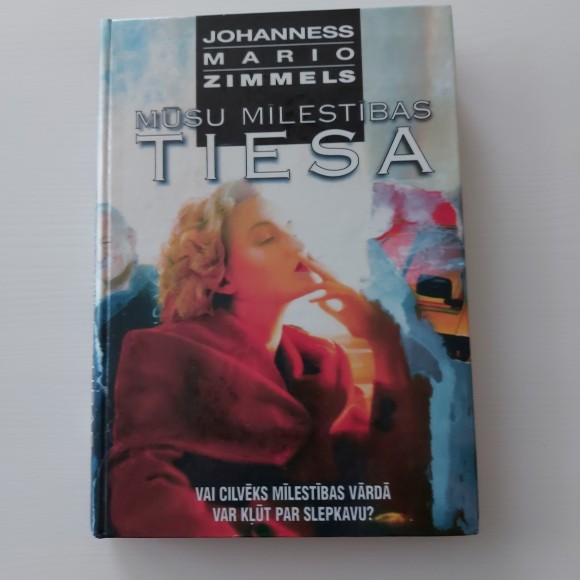 JOHANNESS
MARIO
ZIMMELS
MŪSU MĪLESTĪBAS
TIESA
VAI CILVĒKS MĪLESTĪBAS VĀRDĀ
VAR KĻŪT PAR SLEPKAVU?